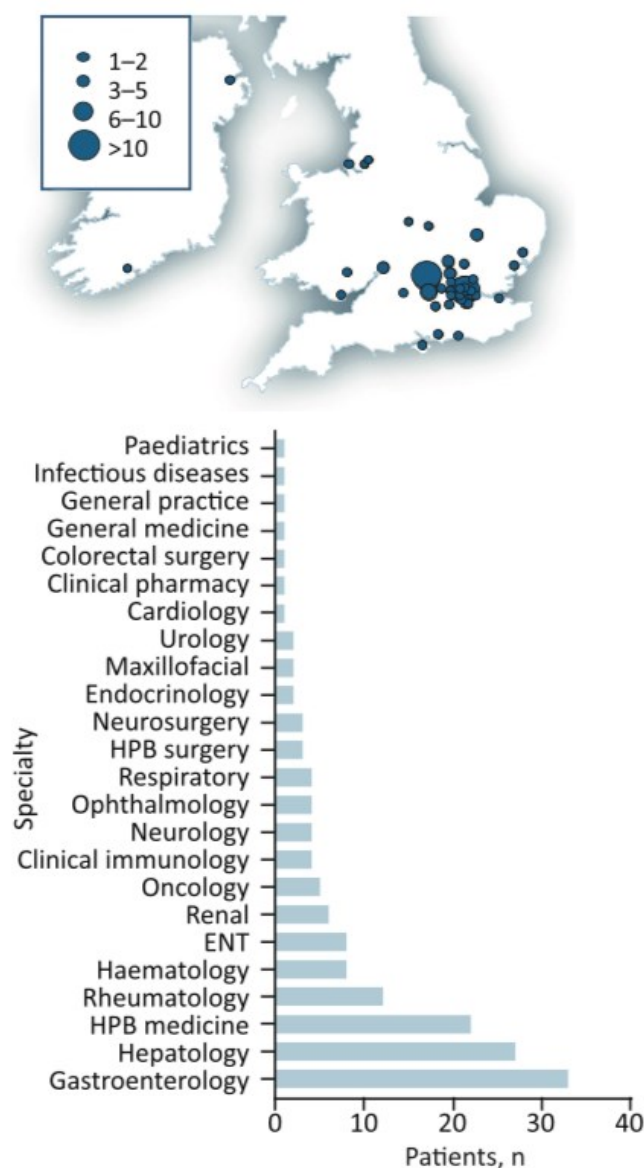 1–2
3–5
6–10
>10
Paediatrics
Infectious diseases
General practice
General medicine
Colorectal surgery
Clinical pharmacy
Cardiology
Urology
Maxillofacial
Endocrinology
Neurosurgery
HPB surgery
Respiratory
Ophthalmology
Neurology
Clinical immunology
Oncology
Renal
ENT
Haematology
Rheumatology
HPB medicine
Hepatology
Gastroenterology
Specialty
0 10 20 30 40
Patients, n